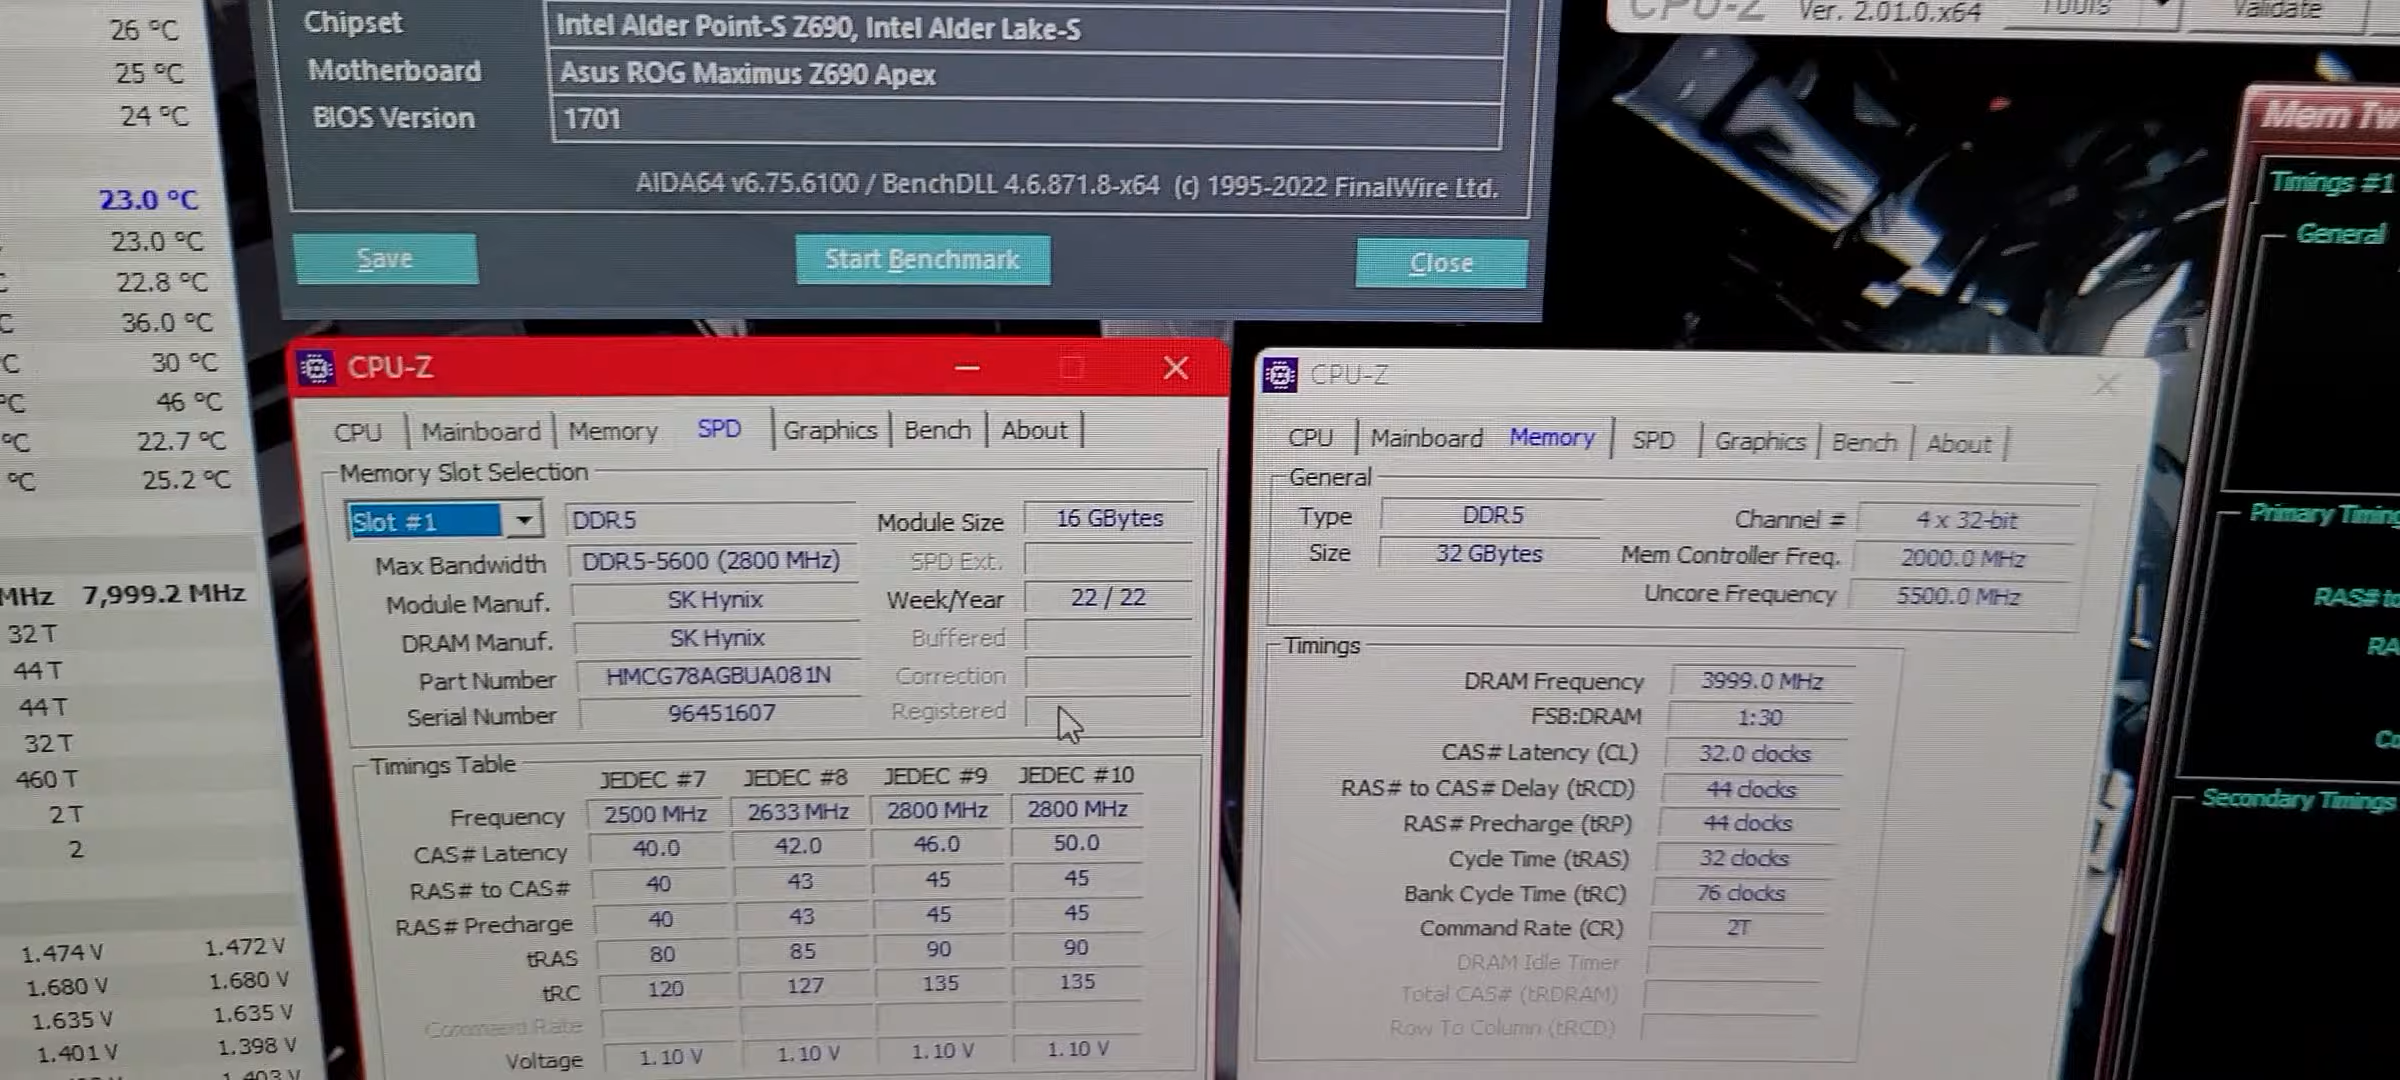 26 °C
25 °C
24 °C
23.0 °C
23.0 °C
22.8 °C
C 36.0 °C
C 30 °C
°C 46 °C
°C 22.7 °C
°C 25.2 °C
MHz 7,999.2 MHz
32 T
44 T
44 T
32 T
460 T
2 T
2
1.474 V 1.472 V
1.680 V 1.680 V
1.635 V 1.635 V
1.401 V 1.398 V
1.403 V
Chipset Intel Alder Point-S Z690, Intel Alder Lake-S
Motherboard Asus ROG Maximus Z690 Apex
BIOS Version 1701
AIDA64 v6.75.6100 / BenchDLL 4.6.871.8-x64 (c) 1995-2022 FinalWire Ltd.
Save Start Benchmark Close
CPU-Z Ver. 2.01.0.x64 Tools Validate
CPU-Z
CPU Mainboard Memory SPD Graphics Bench About
Memory Slot Selection
Slot #1 DDR5 Module Size 16 GBytes
Max Bandwidth DDR5-5600 (2800 MHz) SPD Ext.
Module Manuf. SK Hynix Week/Year 22 / 22
DRAM Manuf. SK Hynix Buffered
Part Number HMCG78AGBUA081N Correction
Serial Number 96451607 Registered
Timings Table
JEDEC #7 JEDEC #8 JEDEC #9 JEDEC #10
Frequency 2500 MHz 2633 MHz 2800 MHz 2800 MHz
CAS# Latency 40.0 42.0 46.0 50.0
RAS# to CAS# 40 43 45 45
RAS# Precharge 40 43 45 45
tRAS 80 85 90 90
tRC 120 127 135 135
Command Rate
Voltage 1.10 V 1.10 V 1.10 V 1.10 V
CPU-Z
CPU Mainboard Memory SPD Graphics Bench About
General
Type DDR5 Channel # 4 x 32-bit
Size 32 GBytes Mem Controller Freq. 2000.0 MHz
Uncore Frequency 5500.0 MHz
Timings
DRAM Frequency 3999.0 MHz
FSB:DRAM 1:30
CAS# Latency (CL) 32.0 clocks
RAS# to CAS# Delay (tRCD) 44 clocks
RAS# Precharge (tRP) 44 clocks
Cycle Time (tRAS) 32 clocks
Bank Cycle Time (tRC) 76 clocks
Command Rate (CR) 2T
DRAM Idle Timer
Total CAS# (tRDRAM)
Row To Column (tRCD)
Mem Tw
Timings #1
General
Primary Timing
RAS# to
RA
Secondary Timings